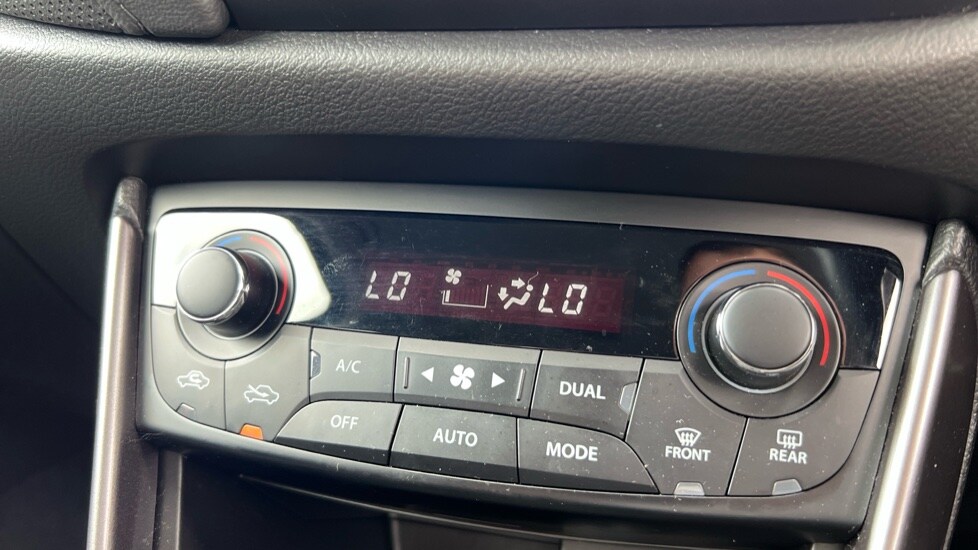 LO LO
A/C
DUAL
OFF
AUTO
MODE
FRONT
REAR